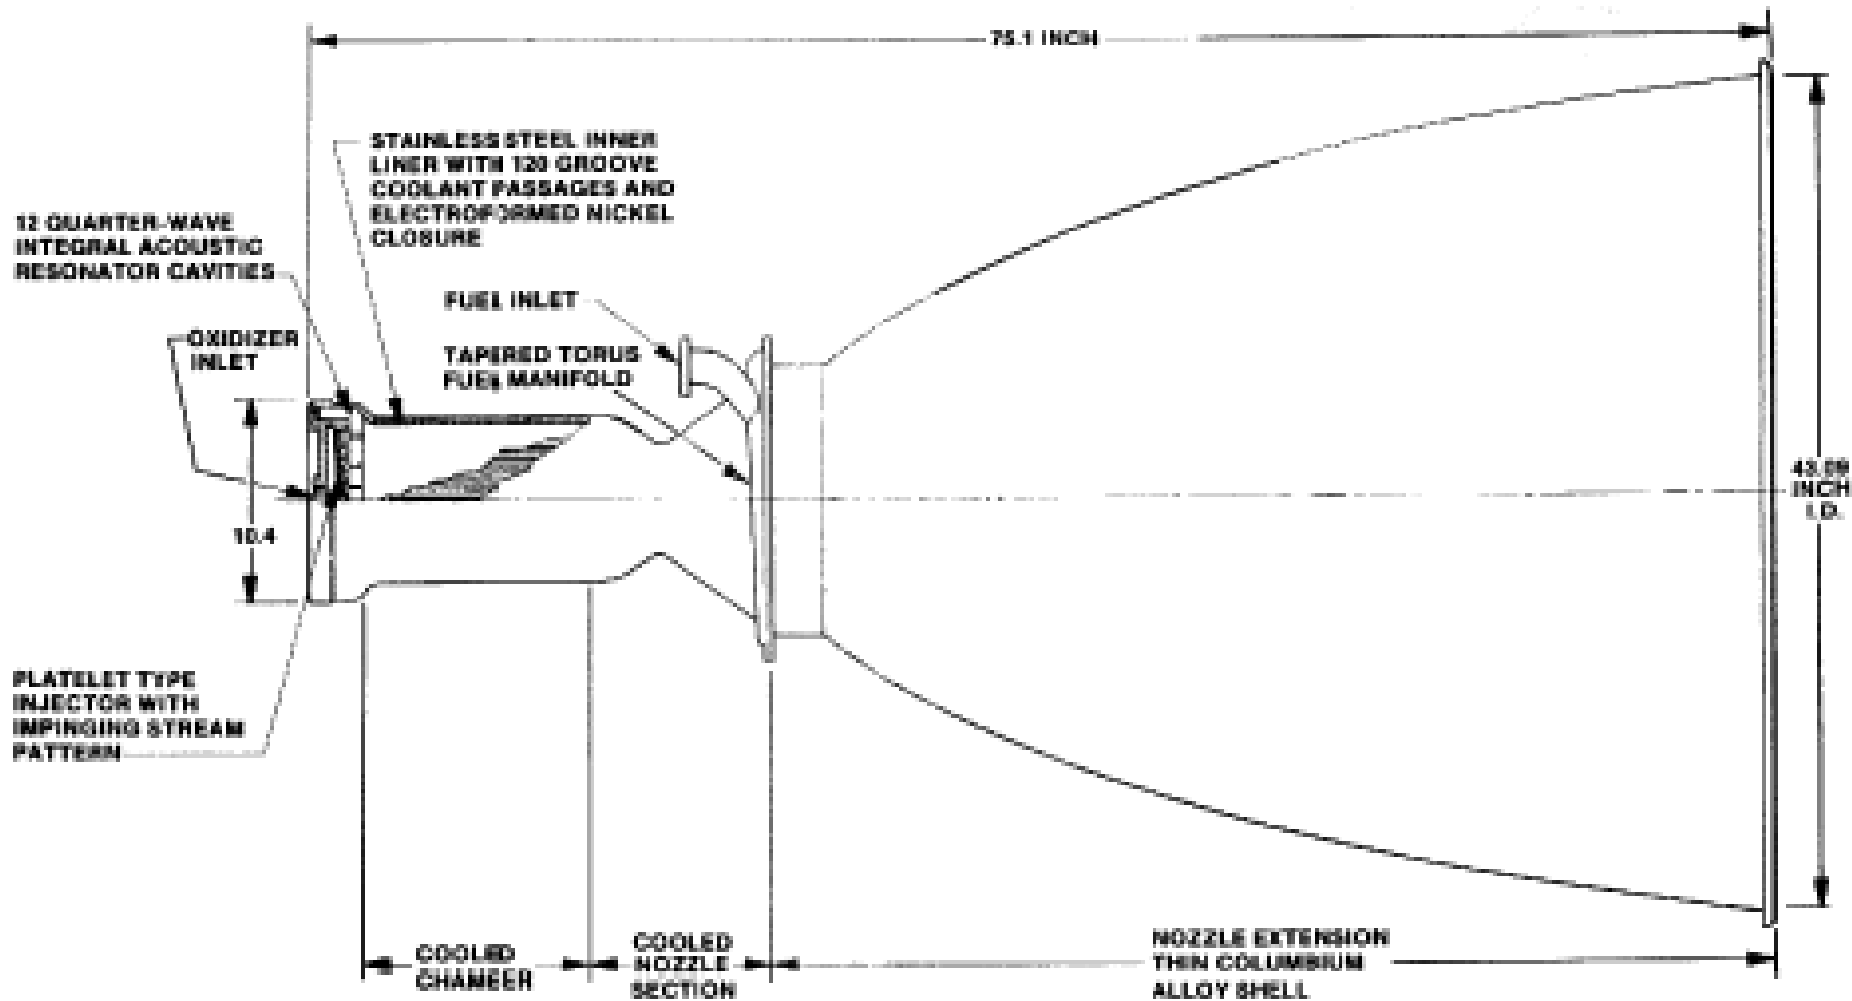 75.1 INCH
STAINLESS STEEL INNER
LINER WITH 120 GROOVE
COOLANT PASSAGES AND
ELECTROFORMED NICKEL
CLOSURE
12 QUARTER-WAVE
INTEGRAL ACOUSTIC
RESONATOR CAVITIES
FUEL INLET
OXIDIZER
INLET
TAPERED TORUS
FUEL MANIFOLD
10.4
43.09
INCH
I.D.
PLATELET TYPE
INJECTOR WITH
IMPINGING STREAM
PATTERN
COOLED
CHAMBER
COOLED
NOZZLE
SECTION
NOZZLE EXTENSION
THIN COLUMBIUM
ALLOY SHELL